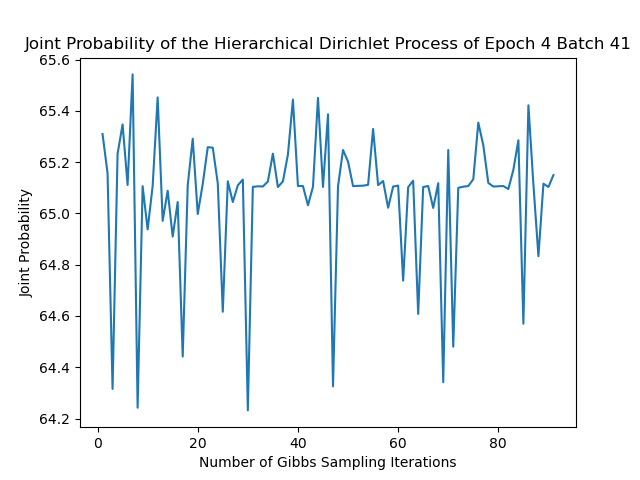 Joint Probability of the Hierarchical Dirichlet Process of Epoch 4 Batch 41
65.6
65.4
65.2
65.0
64.8
64.6
64.4
64.2
Joint Probability
0 20 40 60 80
Number of Gibbs Sampling Iterations